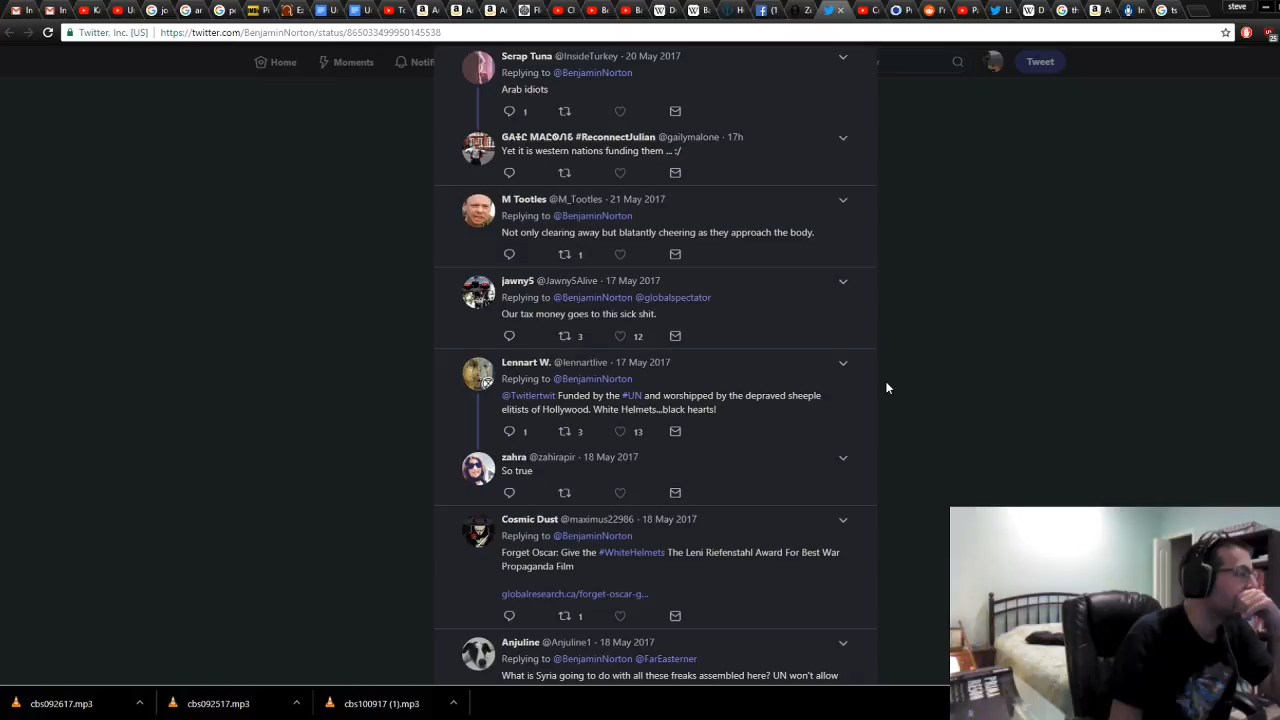 steve
Twitter, Inc. [US] | https://twitter.com/BenjaminNorton/status/865033499950145538
Home Moments Notifi Tweet
Serap Tuna @InsideTurkey · 20 May 2017
Replying to @BenjaminNorton
Arab idiots
1
#ReconnectJulian @gailymalone · 17h
Yet it is western nations funding them ... :/
M Tootles @M_Tootles · 21 May 2017
Replying to @BenjaminNorton
Not only clearing away but blatantly cheering as they approach the body.
1
jawny5 @Jawny5Alive · 17 May 2017
Replying to @BenjaminNorton @globalspectator
Our tax money goes to this sick shit.
3 12
Lennart W. @lennartlive · 17 May 2017
Replying to @BenjaminNorton
@Twitlertwit Funded by the #UN and worshipped by the depraved sheeple
elitists of Hollywood. White Helmets...black hearts!
1 3 13
zahra @zahirapir · 18 May 2017
So true
Cosmic Dust @maximus22986 · 18 May 2017
Replying to @BenjaminNorton
Forget Oscar: Give the #WhiteHelmets The Leni Riefenstahl Award For Best War
Propaganda Film
globalresearch.ca/forget-oscar-g...
1
Anjuline @Anjuline1 · 18 May 2017
Replying to @BenjaminNorton @FarEasterner
What is Syria going to do with all these freaks assembled here? UN won't allow
cbs092617.mp3 cbs092517.mp3 cbs100917 (1).mp3